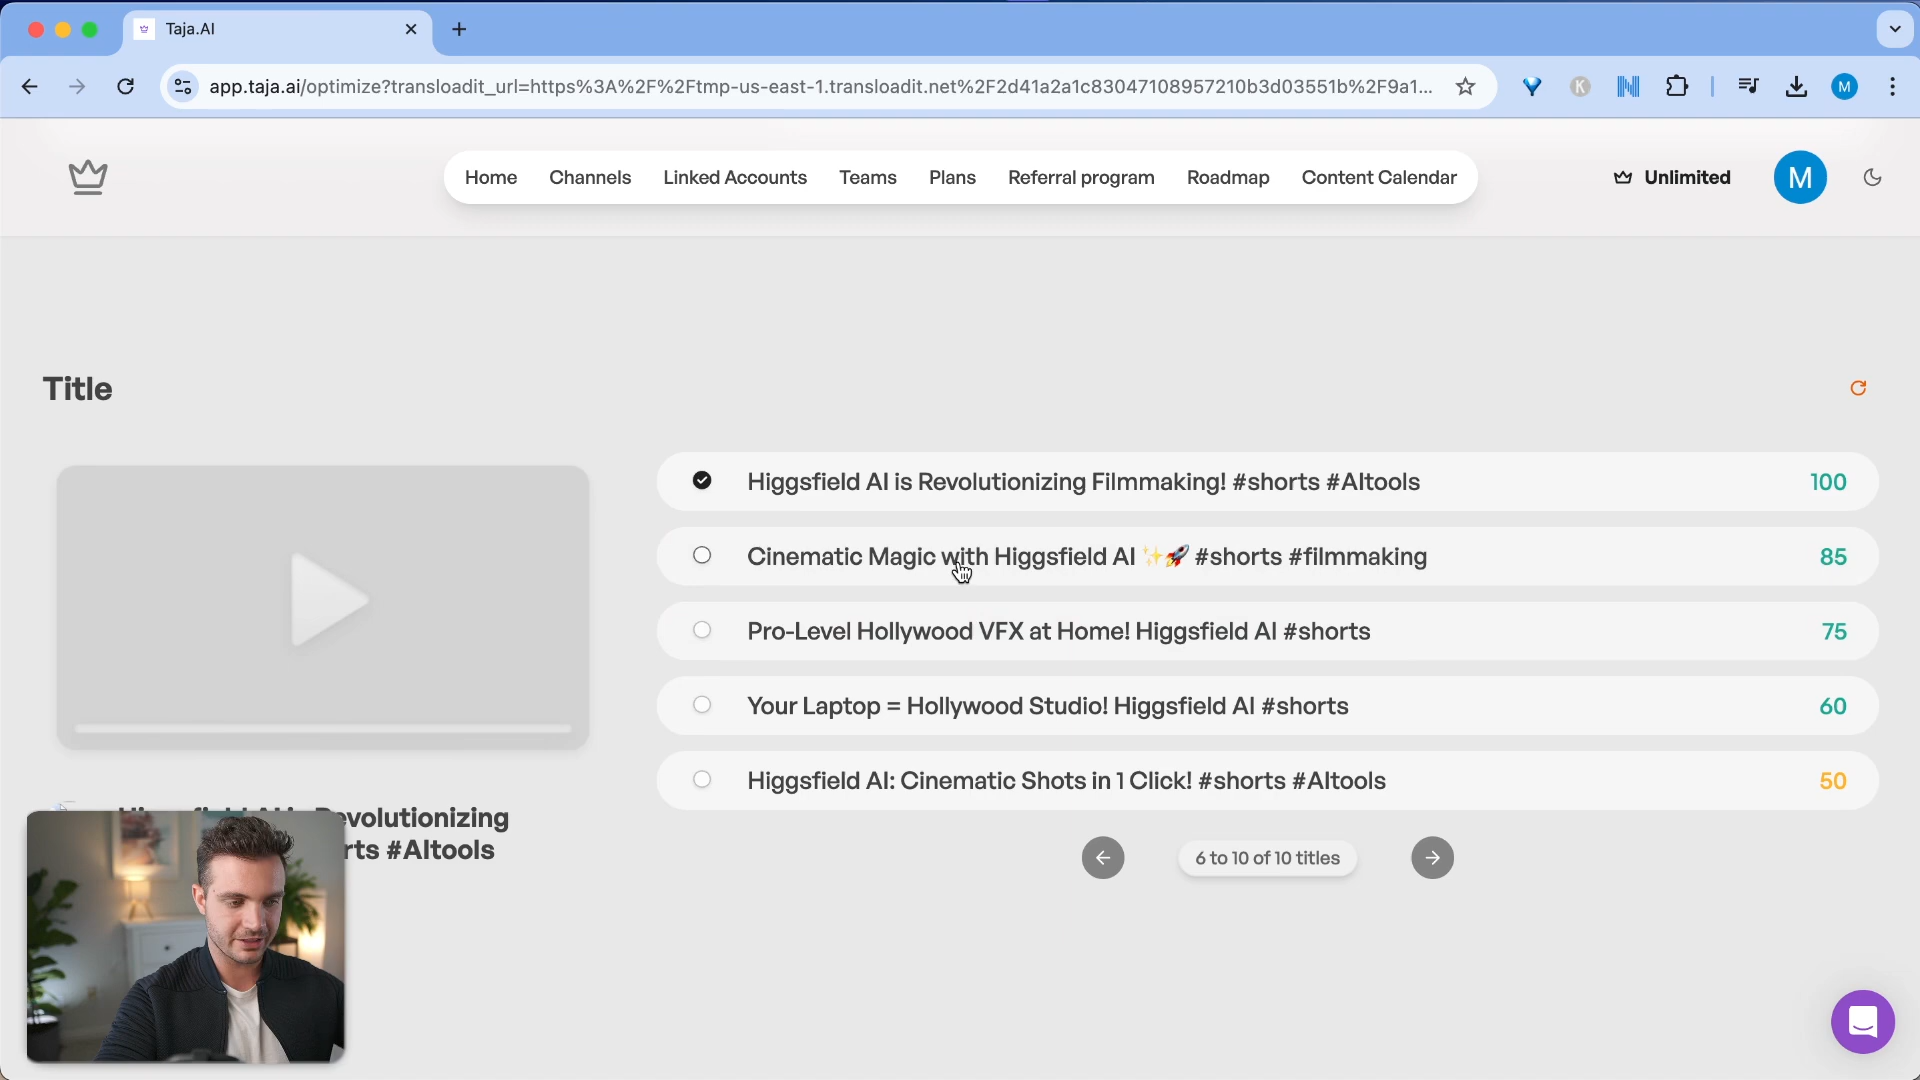 Taja.AI
app.taja.ai/optimize?transloadit_url=https%3A%2F%2Ftmp-us-east-1.transloadit.net%2F2d41a2a1c83047108957210b3d03551b%2F9a1...
K
M
Home
Channels
Linked Accounts
Teams
Plans
Referral program
Roadmap
Content Calendar
Unlimited
M
Title
Higgsfield AI is Revolutionizing Filmmaking! #shorts #AItools
100
Cinematic Magic with Higgsfield AI ✨🚀 #shorts #filmmaking
85
Pro-Level Hollywood VFX at Home! Higgsfield AI #shorts
75
Your Laptop = Hollywood Studio! Higgsfield AI #shorts
60
Higgsfield AI: Cinematic Shots in 1 Click! #shorts #AItools
50
6 to 10 of 10 titles
evolutionizing
rts #AItools